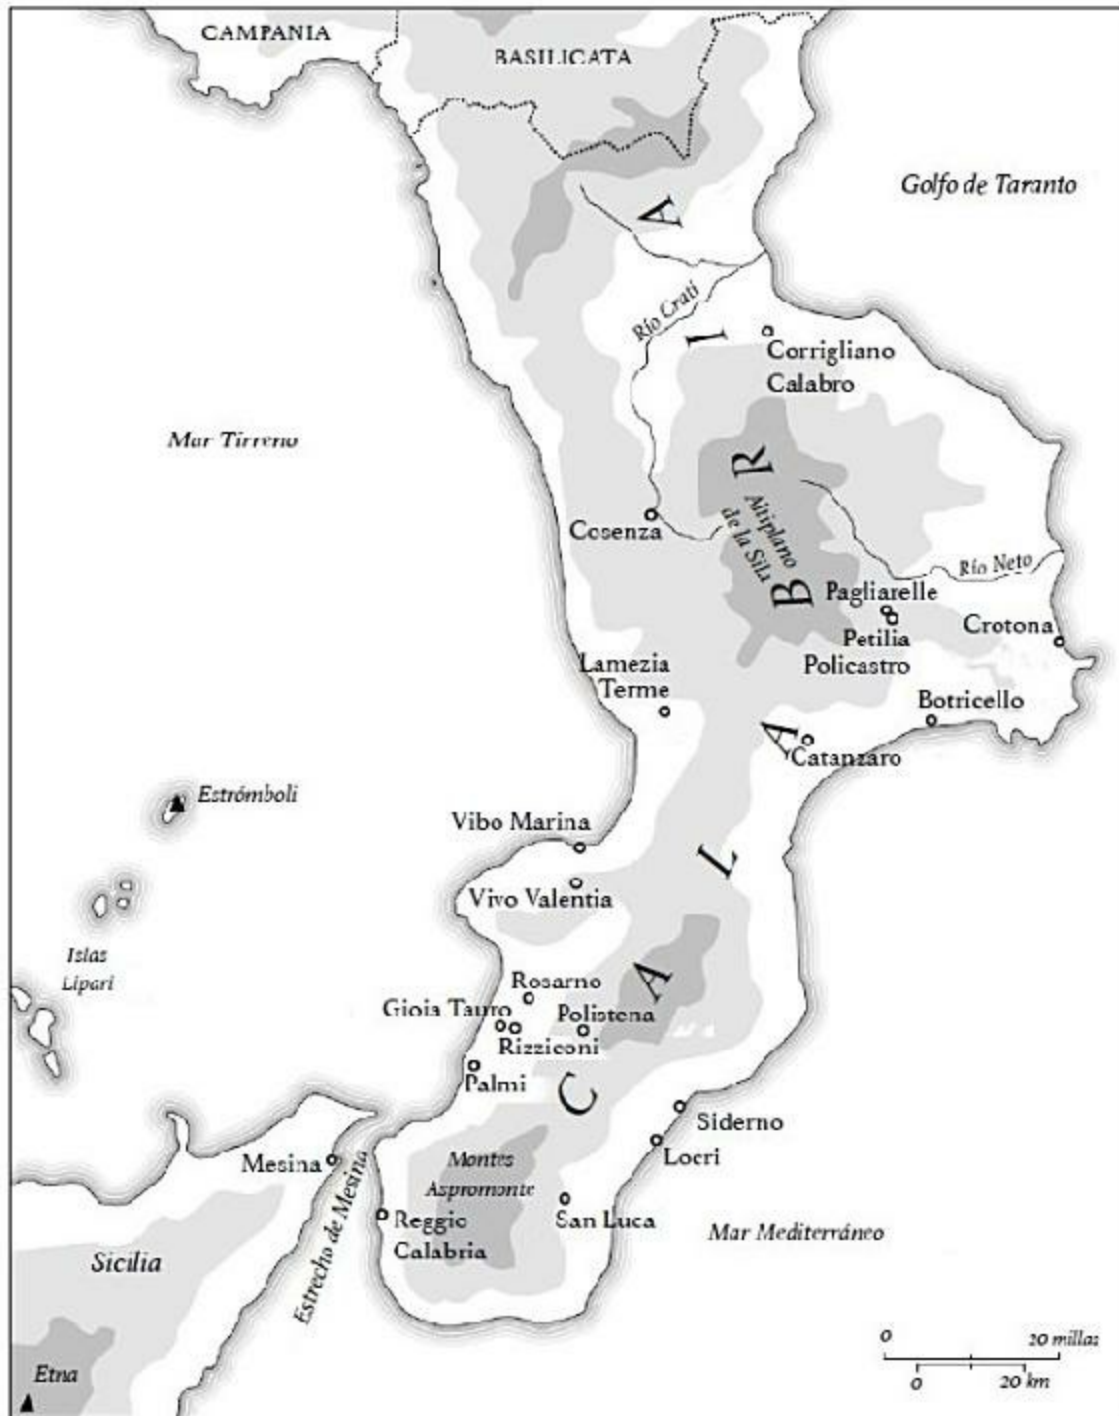 CAMPANIA
BASILICATA
Golfo de Taranto
Río Crati
Corrigliano
Calabro
Mar Tirreno
CALABRIA
Altiplano
de la Sila
Cosenza
Río Neto
Pagliarelle
Petilia
Policastro
Crotona
Lamezia
Terme
Botricello
Catanzaro
Estrómboli
Vibo Marina
Vivo Valentia
Islas
Lipari
Rosarno
Gioia Tauro
Polistena
Rizziconi
Palmi
Siderno
Locri
Mesina
Estrecho de Mesina
Montes
Aspromonte
San Luca
Reggio
Calabria
Mar Mediterráneo
Sicilia
Etna
0 20 millas
0 20 km